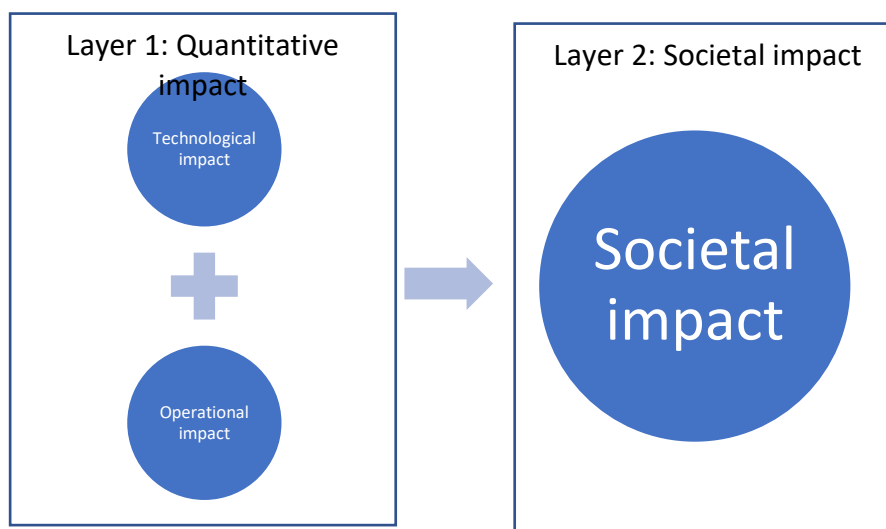 Layer 1: Quantitative
impact
Technological
impact
Operational
impact
Layer 2: Societal impact
Societal
impact